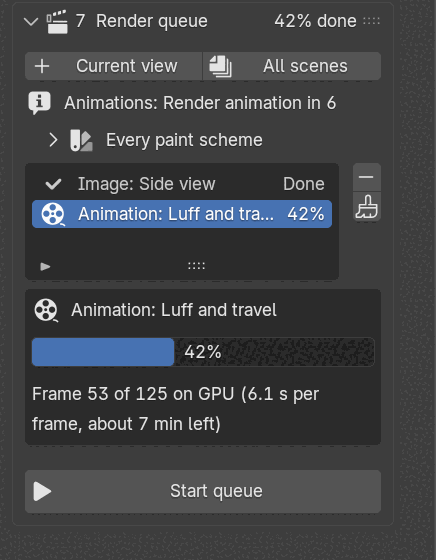 7 Render queue 42% done
Current view All scenes
Animations: Render animation in 6
Every paint scheme
Image: Side view Done
Animation: Luff and tra... 42%
Animation: Luff and travel
42%
Frame 53 of 125 on GPU (6.1 s per
frame, about 7 min left)
Start queue